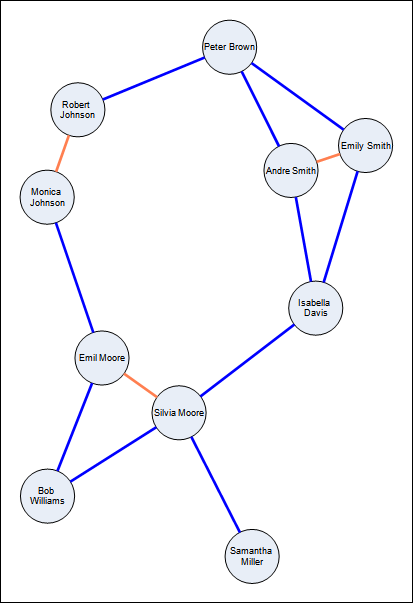 Peter Brown
Robert
Johnson
Emily Smith
Andre Smith
Monica
Johnson
Isabella
Davis
Emil Moore
Silvia Moore
Bob
Williams
Samantha
Miller